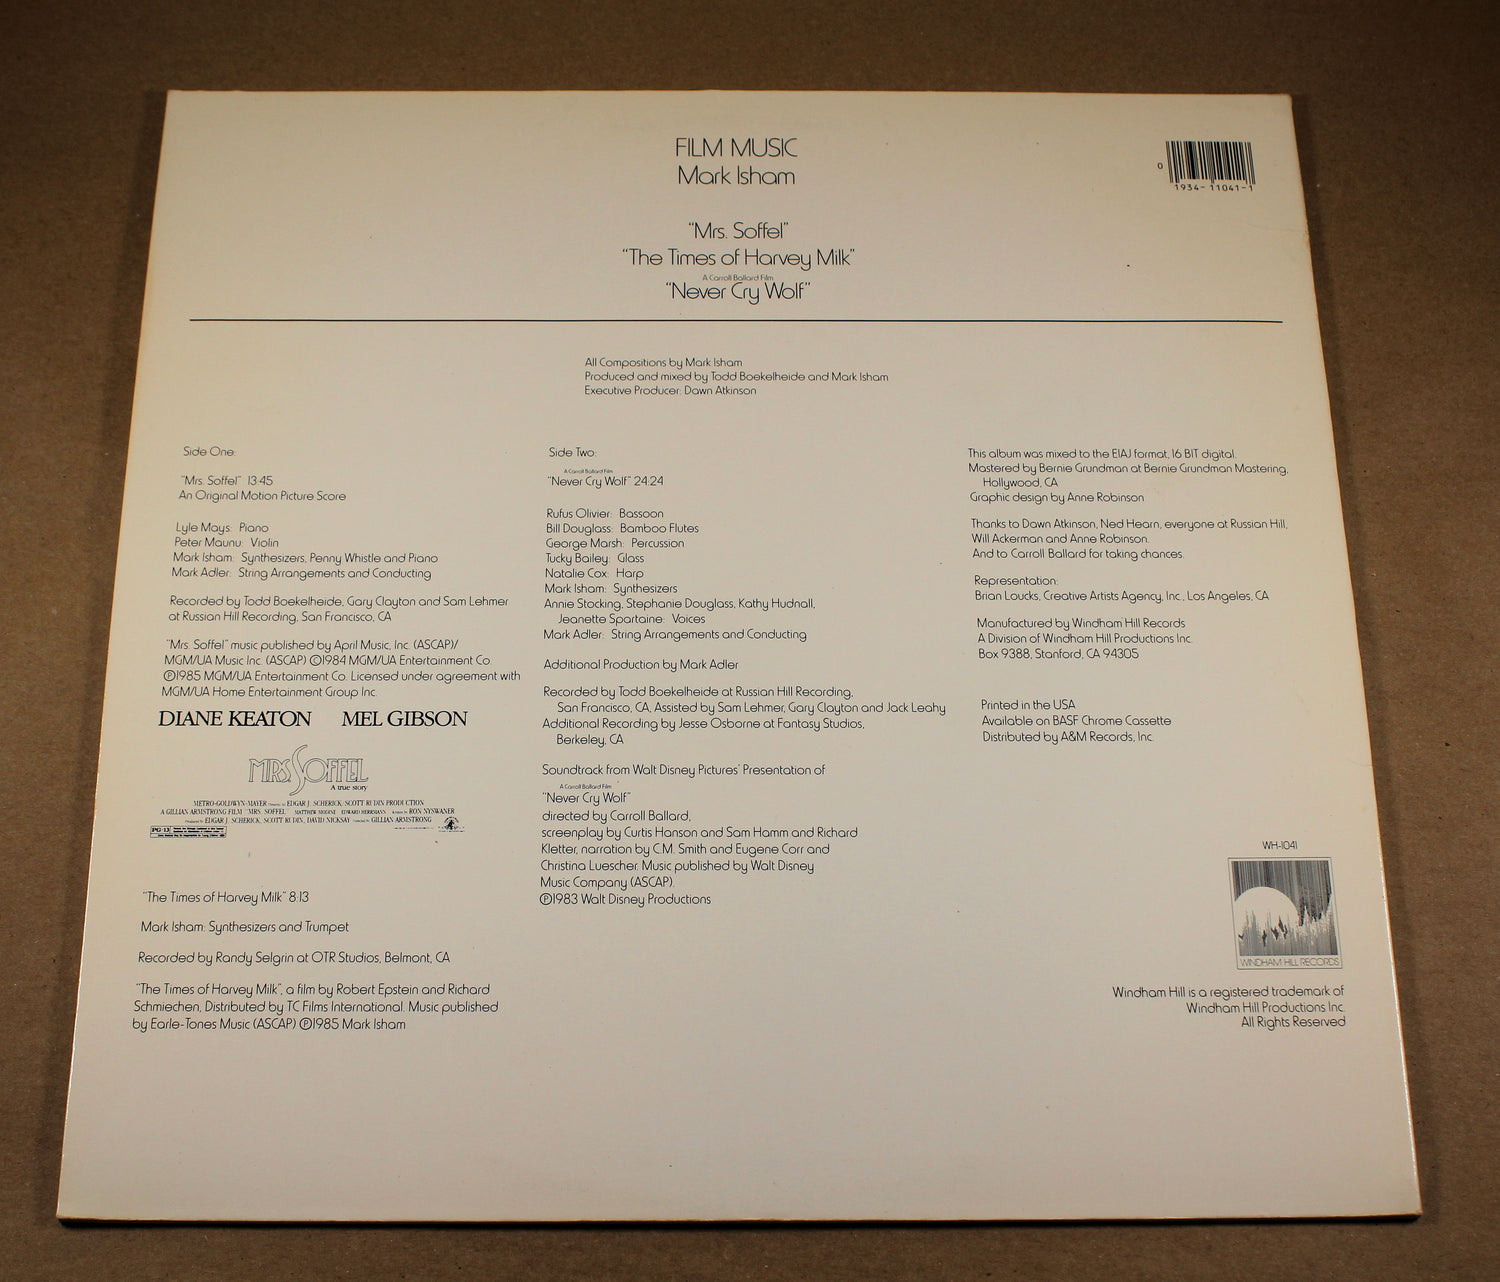 FILM MUSIC
Mark Isham
0
1934-11041-1
"Mrs. Soffel"
"The Times of Harvey Milk"
A Carroll Ballard Film
"Never Cry Wolf"
All Compositions by Mark Isham
Produced and mixed by Todd Boekelheide and Mark Isham
Executive Producer: Dawn Atkinson
Side One:
"Mrs. Soffel" 13:45
An Original Motion Picture Score
Lyle Mays: Piano
Peter Maunu: Violin
Mark Isham: Synthesizers, Penny Whistle and Piano
Mark Adler: String Arrangements and Conducting
Recorded by Todd Boekelheide, Gary Clayton and Sam Lehmer
at Russian Hill Recording, San Francisco, CA
"Mrs. Soffel" music published by April Music, Inc. (ASCAP)/
MGM/UA Music Inc. (ASCAP) ©1984 MGM/UA Entertainment Co.
℗1985 MGM/UA Entertainment Co. Licensed under agreement with
MGM/UA Home Entertainment Group Inc.
DIANE KEATON MEL GIBSON
MRS. SOFFEL
A true story
METRO-GOLDWYN-MAYER EDGAR J. SCHERICK, SCOTT RUDIN PRODUCTION
A GILLIAN ARMSTRONG FILM "MRS. SOFFEL" MATTHEW MODINE EDWARD HERRMANN RON NYSWANER
EDGAR J. SCHERICK, SCOTT RUDIN, DAVID NICKSAY GILLIAN ARMSTRONG
PG-13
"The Times of Harvey Milk" 8:13
Mark Isham: Synthesizers and Trumpet
Recorded by Randy Selgrin at OTR Studios, Belmont, CA
"The Times of Harvey Milk", a film by Robert Epstein and Richard
Schmiechen, Distributed by TC Films International. Music published
by Earle-Tones Music (ASCAP) ℗1985 Mark Isham
Side Two:
A Carroll Ballard Film
"Never Cry Wolf" 24:24
Rufus Olivier: Bassoon
Bill Douglass: Bamboo Flutes
George Marsh: Percussion
Tucky Bailey: Glass
Natalie Cox: Harp
Mark Isham: Synthesizers
Annie Stocking, Stephanie Douglass, Kathy Hudnall,
Jeanette Spartaine: Voices
Mark Adler: String Arrangements and Conducting
Additional Production by Mark Adler
Recorded by Todd Boekelheide at Russian Hill Recording,
San Francisco, CA, Assisted by Sam Lehmer, Gary Clayton and Jack Leahy
Additional Recording by Jesse Osborne at Fantasy Studios,
Berkeley, CA
Soundtrack from Walt Disney Pictures' Presentation of
A Carroll Ballard Film
"Never Cry Wolf"
directed by Carroll Ballard,
screenplay by Curtis Hanson and Sam Hamm and Richard
Kletter, narration by C.M. Smith and Eugene Corr and
Christina Luescher. Music published by Walt Disney
Music Company (ASCAP).
℗1983 Walt Disney Productions
This album was mixed to the EIAJ format, 16 BIT digital.
Mastered by Bernie Grundman at Bernie Grundman Mastering,
Hollywood, CA
Graphic design by Anne Robinson
Thanks to Dawn Atkinson, Ned Hearn, everyone at Russian Hill,
Will Ackerman and Anne Robinson.
And to Carroll Ballard for taking chances.
Representation:
Brian Loucks, Creative Artists Agency, Inc., Los Angeles, CA
Manufactured by Windham Hill Records
A Division of Windham Hill Productions Inc.
Box 9388, Stanford, CA 94305
Printed in the USA
Available on BASF Chrome Cassette
Distributed by A&M Records, Inc.
WH-1041
WINDHAM HILL RECORDS
Windham Hill is a registered trademark of
Windham Hill Productions Inc.
All Rights Reserved